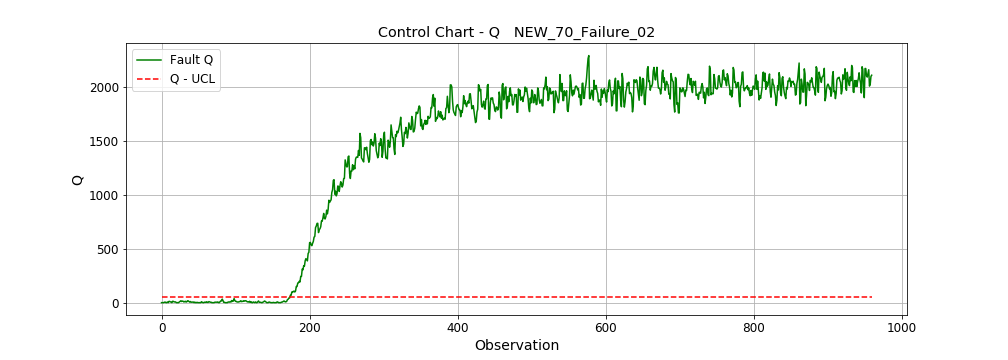 Control Chart - Q   NEW_70_Failure_02
Fault Q
Q - UCL
Q
2000
1500
1000
500
0
0 200 400 600 800 1000
Observation